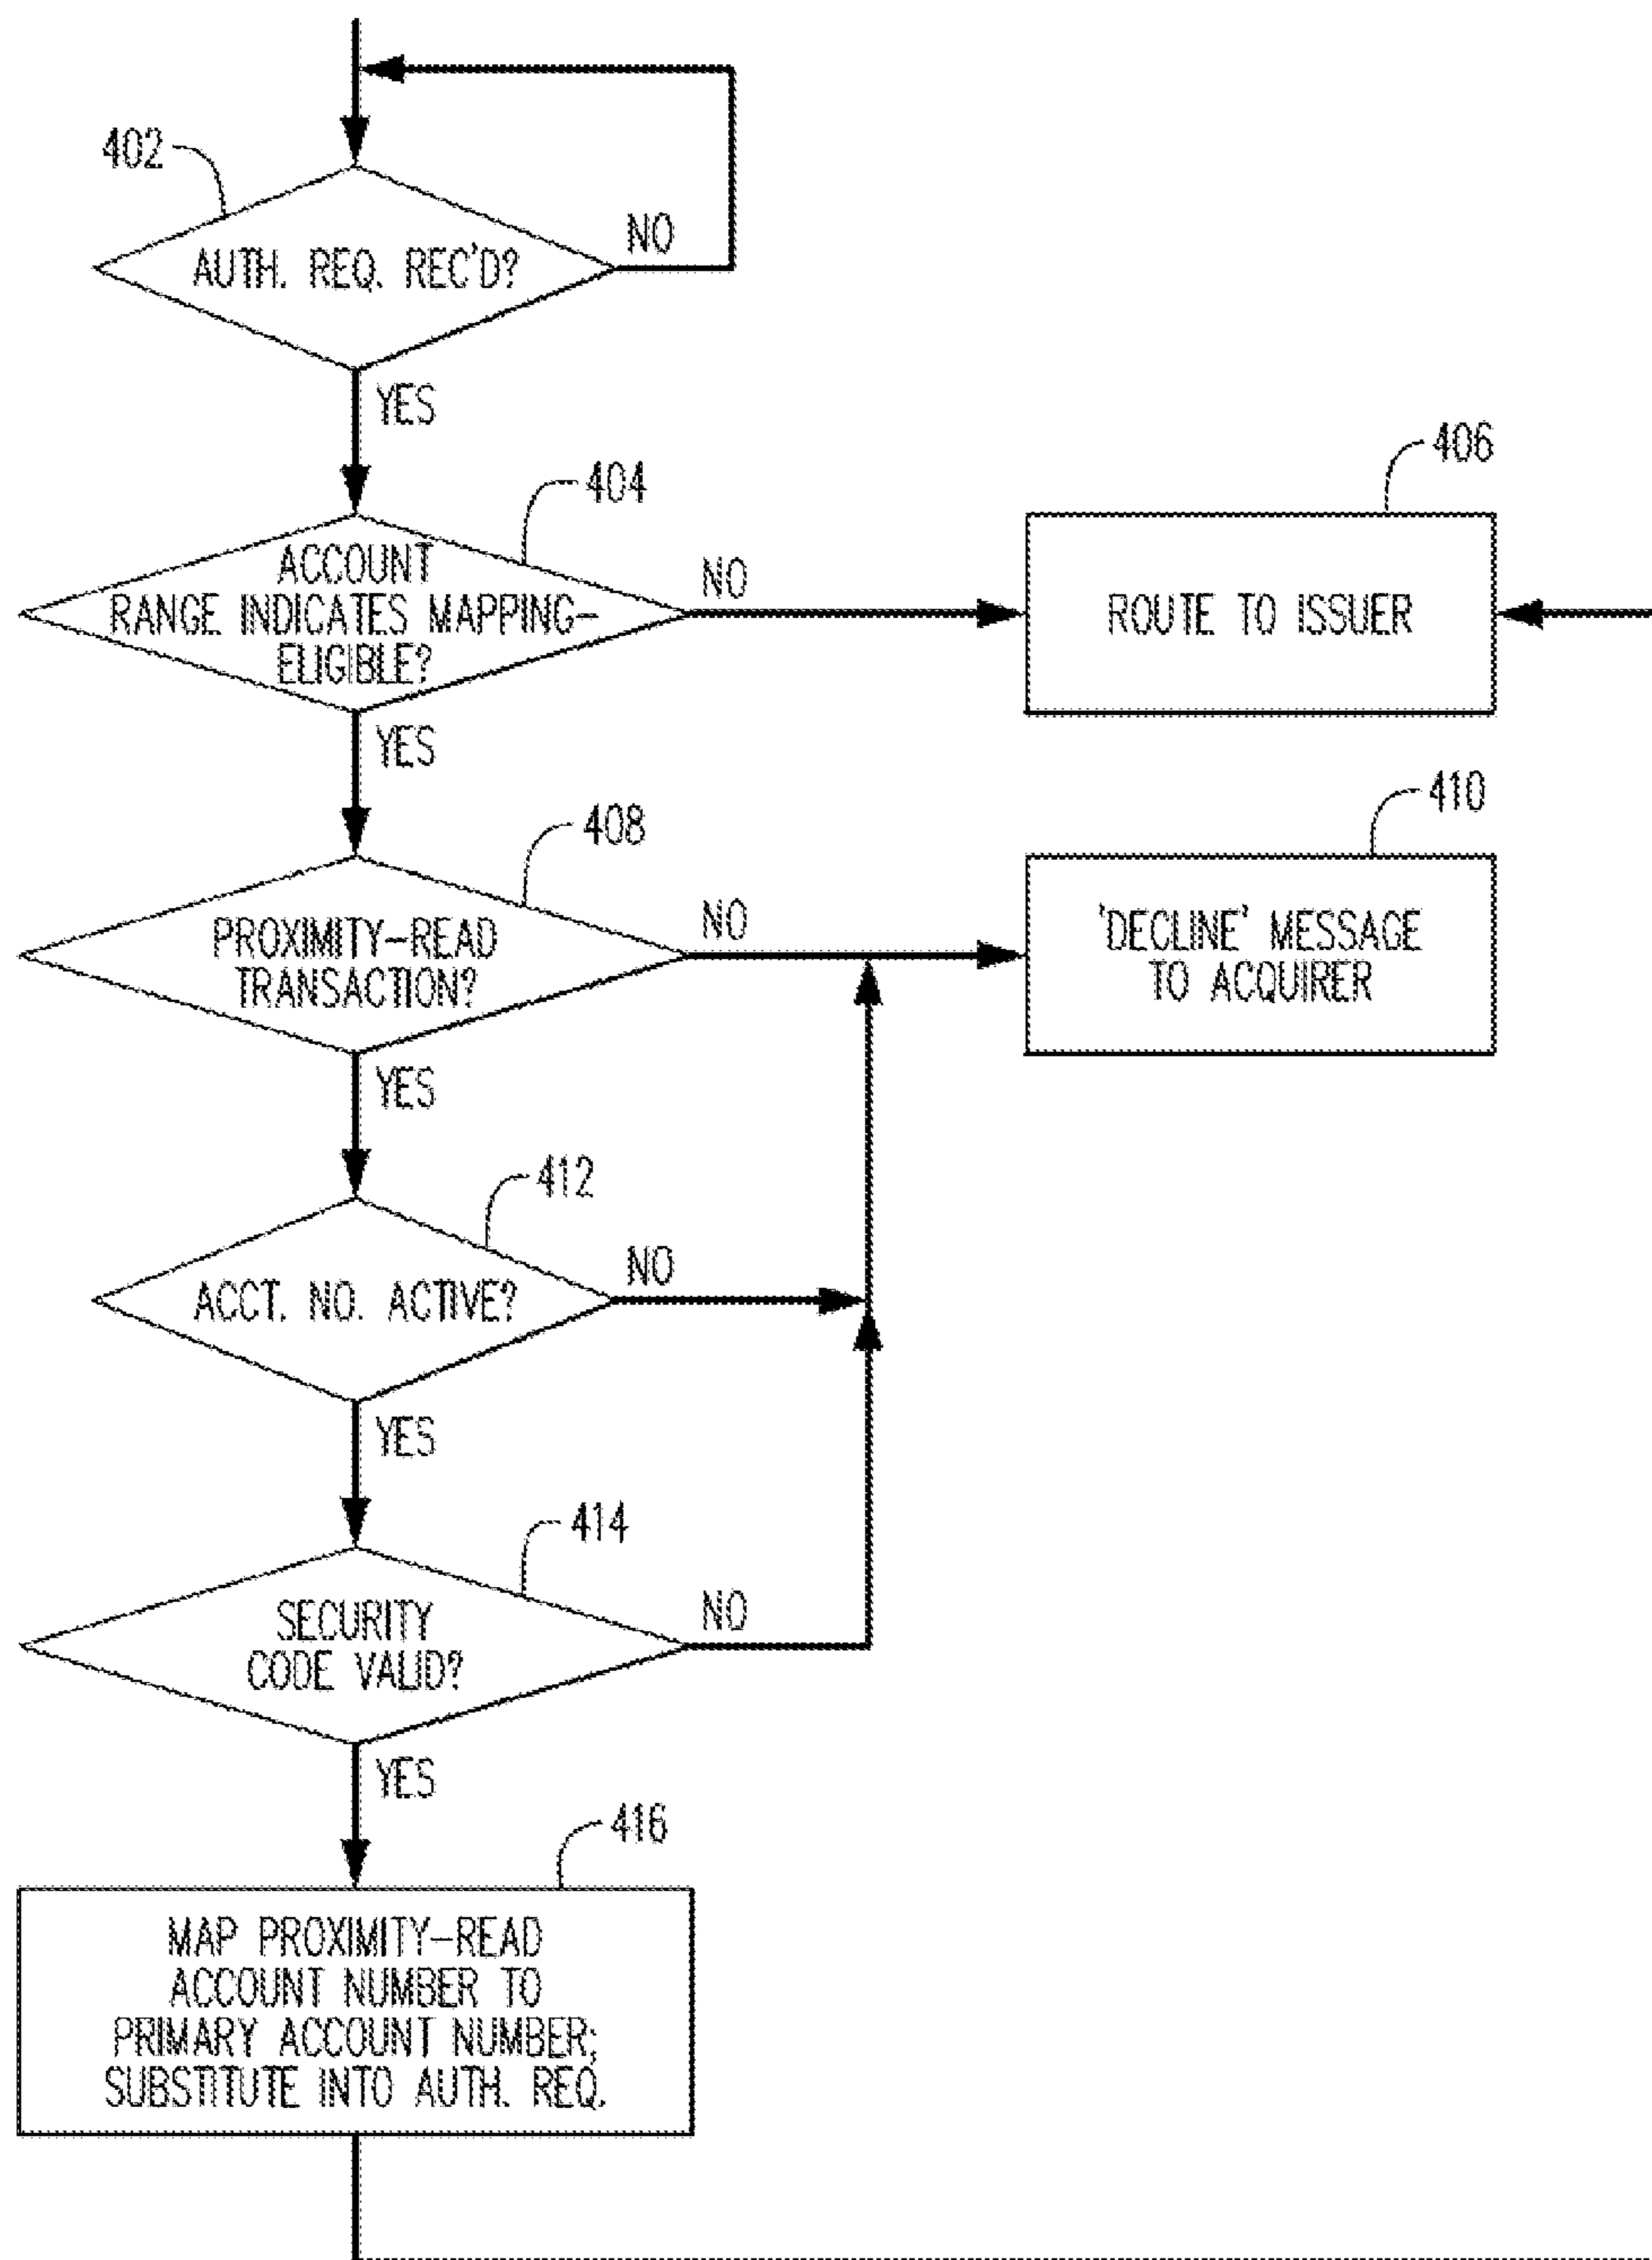 402
AUTH. REQ. REC'D?
NO
YES
404
ACCOUNT
RANGE INDICATES MAPPING-
ELIGIBLE?
NO
406
ROUTE TO ISSUER
YES
408
PROXIMITY-READ
TRANSACTION?
NO
410
'DECLINE' MESSAGE
TO ACQUIRER
YES
412
ACCT. NO. ACTIVE?
NO
YES
414
SECURITY
CODE VALID?
NO
YES
416
MAP PROXIMITY-READ
ACCOUNT NUMBER TO
PRIMARY ACCOUNT NUMBER;
SUBSTITUTE INTO AUTH. REQ.